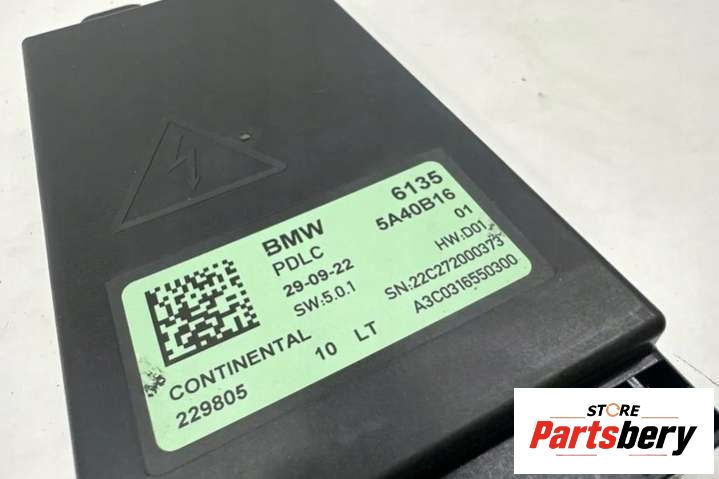 BMW 6135
PDLC 5A40B16
29-09-22 01
SW:5.0.1 HW:D01
SN:22C272000373
CONTINENTAL 10 LT A3C0316550300
229805
STORE
Partsbery